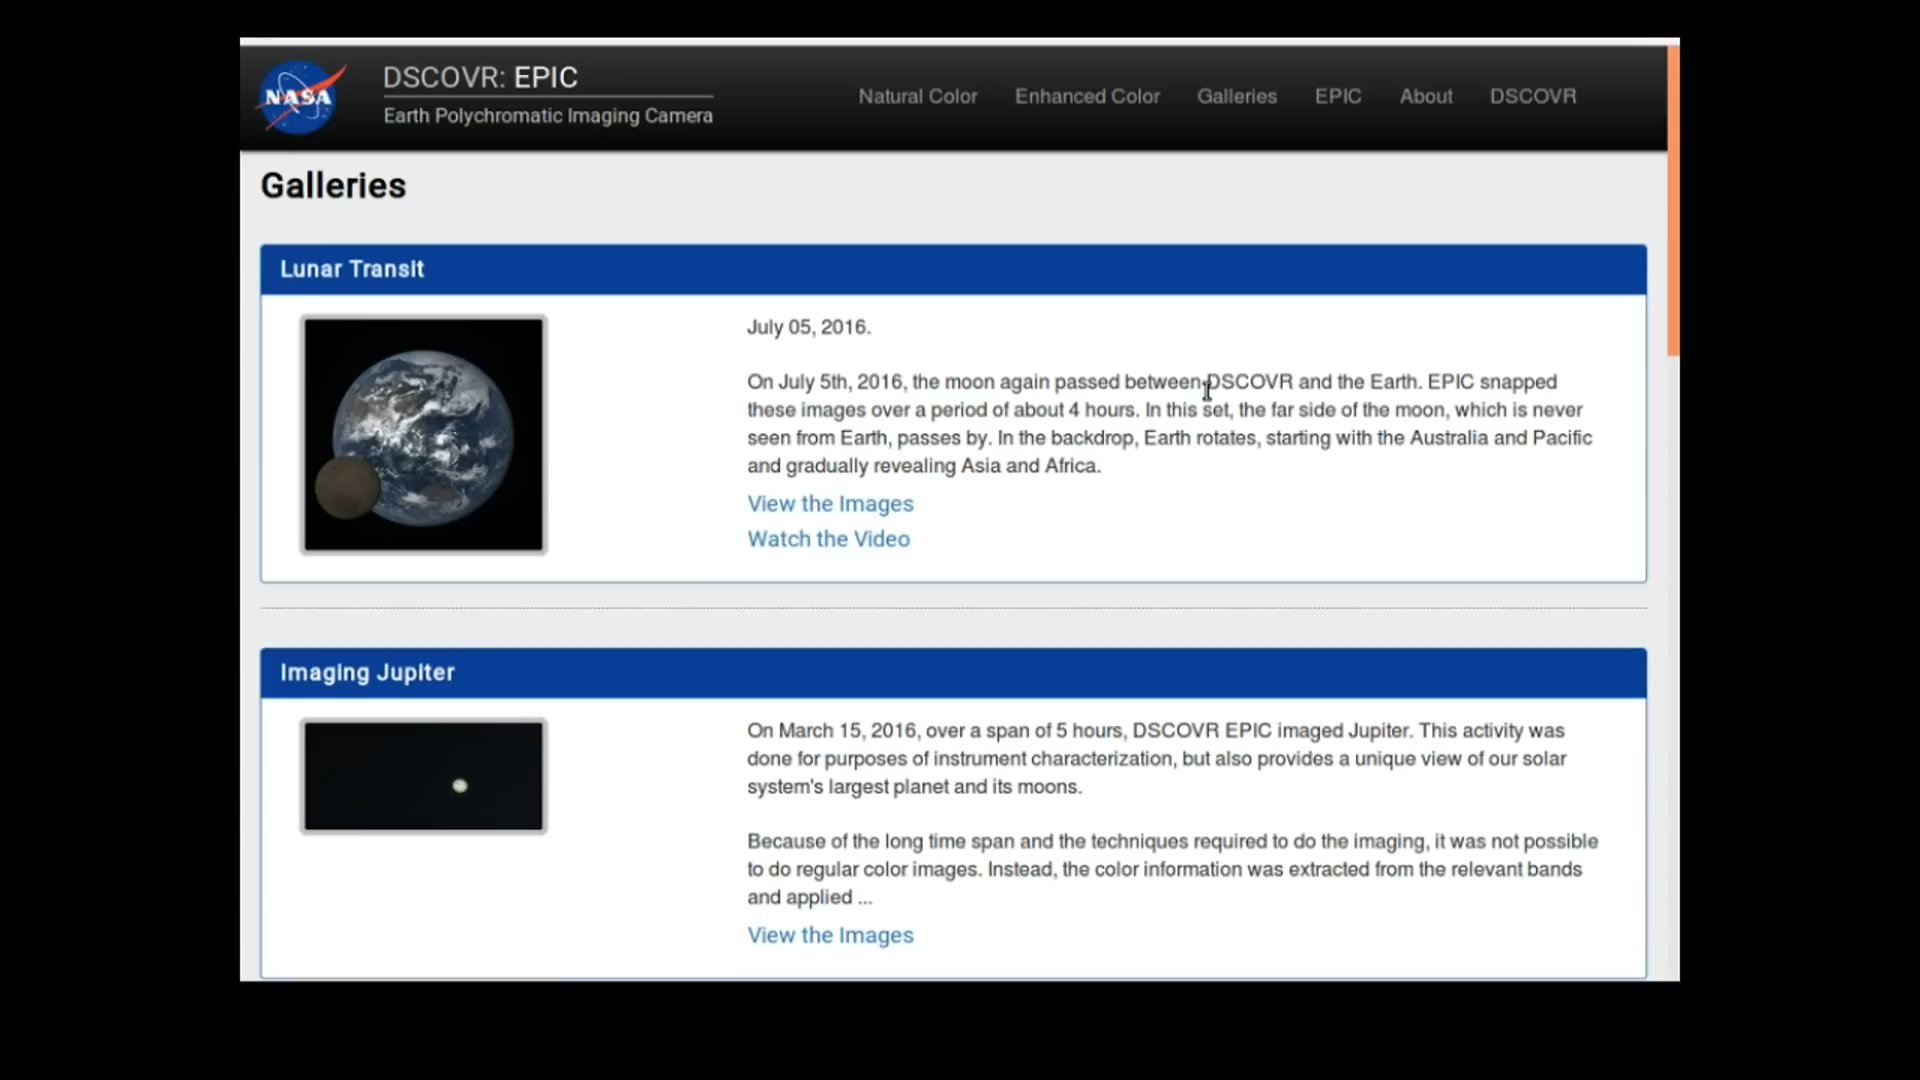 NASA
DSCOVR: EPIC
Earth Polychromatic Imaging Camera
Natural Color
Enhanced Color
Galleries
EPIC
About
DSCOVR
Galleries
Lunar Transit
July 05, 2016.
On July 5th, 2016, the moon again passed between DSCOVR and the Earth. EPIC snapped
these images over a period of about 4 hours. In this set, the far side of the moon, which is never
seen from Earth, passes by. In the backdrop, Earth rotates, starting with the Australia and Pacific
and gradually revealing Asia and Africa.
View the Images
Watch the Video
Imaging Jupiter
On March 15, 2016, over a span of 5 hours, DSCOVR EPIC imaged Jupiter. This activity was
done for purposes of instrument characterization, but also provides a unique view of our solar
system's largest planet and its moons.
Because of the long time span and the techniques required to do the imaging, it was not possible
to do regular color images. Instead, the color information was extracted from the relevant bands
and applied ...
View the Images